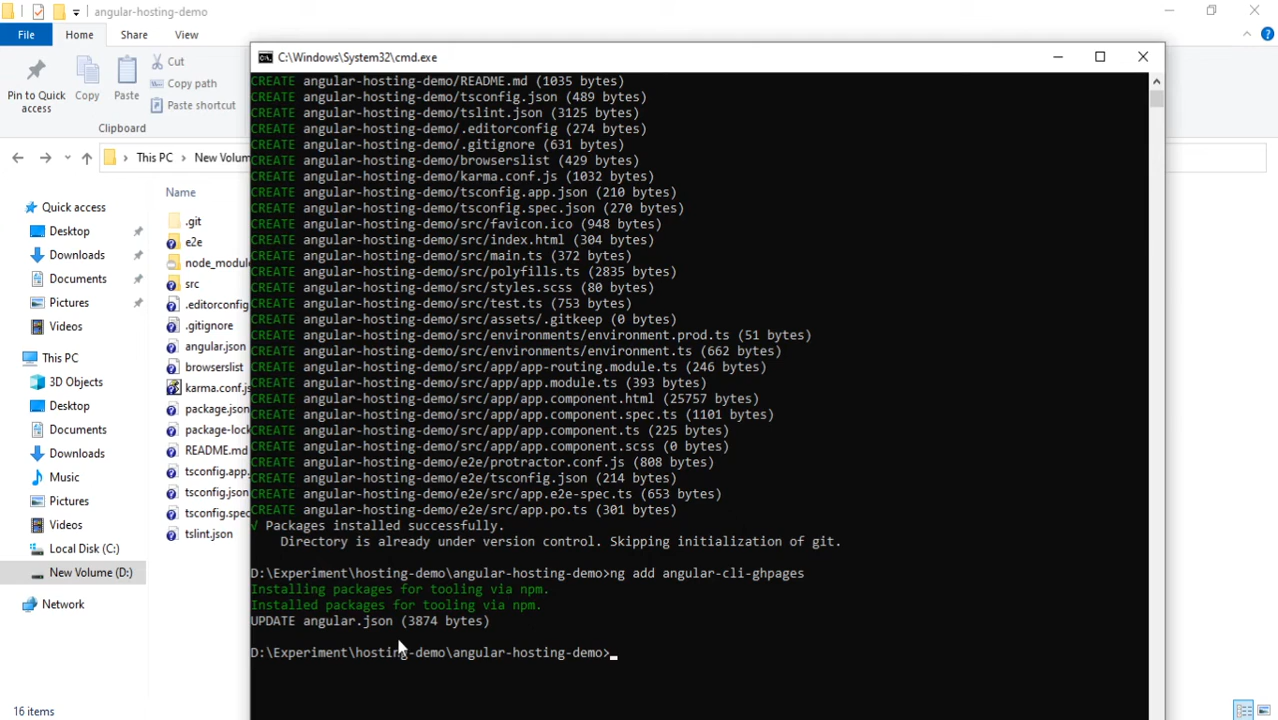 angular-hosting-demo
File
Home
Share
View
Pin to Quick access
Copy
Paste
Cut
Copy path
Paste shortcut
Clipboard
This PC
New Volum
Quick access
Desktop
Downloads
Documents
Pictures
Videos
This PC
3D Objects
Desktop
Documents
Downloads
Music
Pictures
Videos
Local Disk (C:)
New Volume (D:)
Network
Name
.git
e2e
node_module
src
.editorconfig
.gitignore
angular.json
browserslist
karma.conf.js
package.json
package-lock
README.md
tsconfig.app.
tsconfig.json
tsconfig.spec
tslint.json
16 items
C:\Windows\System32\cmd.exe
CREATE angular-hosting-demo/README.md (1035 bytes)
CREATE angular-hosting-demo/tsconfig.json (489 bytes)
CREATE angular-hosting-demo/tslint.json (3125 bytes)
CREATE angular-hosting-demo/.editorconfig (274 bytes)
CREATE angular-hosting-demo/.gitignore (631 bytes)
CREATE angular-hosting-demo/browserslist (429 bytes)
CREATE angular-hosting-demo/karma.conf.js (1032 bytes)
CREATE angular-hosting-demo/tsconfig.app.json (210 bytes)
CREATE angular-hosting-demo/tsconfig.spec.json (270 bytes)
CREATE angular-hosting-demo/src/favicon.ico (948 bytes)
CREATE angular-hosting-demo/src/index.html (304 bytes)
CREATE angular-hosting-demo/src/main.ts (372 bytes)
CREATE angular-hosting-demo/src/polyfills.ts (2835 bytes)
CREATE angular-hosting-demo/src/styles.scss (80 bytes)
CREATE angular-hosting-demo/src/test.ts (753 bytes)
CREATE angular-hosting-demo/src/assets/.gitkeep (0 bytes)
CREATE angular-hosting-demo/src/environments/environment.prod.ts (51 bytes)
CREATE angular-hosting-demo/src/environments/environment.ts (662 bytes)
CREATE angular-hosting-demo/src/app/app-routing.module.ts (246 bytes)
CREATE angular-hosting-demo/src/app/app.module.ts (393 bytes)
CREATE angular-hosting-demo/src/app/app.component.html (25757 bytes)
CREATE angular-hosting-demo/src/app/app.component.spec.ts (1101 bytes)
CREATE angular-hosting-demo/src/app/app.component.ts (225 bytes)
CREATE angular-hosting-demo/src/app/app.component.scss (0 bytes)
CREATE angular-hosting-demo/e2e/protractor.conf.js (808 bytes)
CREATE angular-hosting-demo/e2e/tsconfig.json (214 bytes)
CREATE angular-hosting-demo/e2e/src/app.e2e-spec.ts (653 bytes)
CREATE angular-hosting-demo/e2e/src/app.po.ts (301 bytes)
√ Packages installed successfully.
Directory is already under version control. Skipping initialization of git.
D:\Experiment\hosting-demo\angular-hosting-demo>ng add angular-cli-ghpages
Installing packages for tooling via npm.
Installed packages for tooling via npm.
UPDATE angular.json (3874 bytes)
D:\Experiment\hosting-demo\angular-hosting-demo>